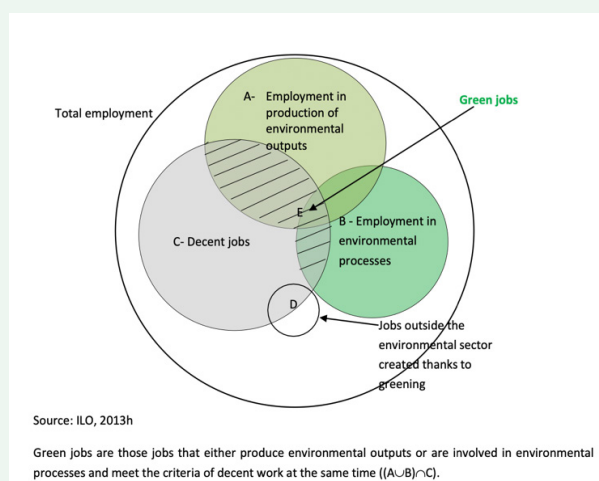 A- Employment in
production of
environmental
outputs
Green jobs
Total employment
E
B - Employment in
environmental
processes
C- Decent jobs
D
Jobs outside the
environmental sector
created thanks to
greening
Source: ILO, 2013h
Green jobs are those jobs that either produce environmental outputs or are involved in environmental
processes and meet the criteria of decent work at the same time ((A∪B)∩C).